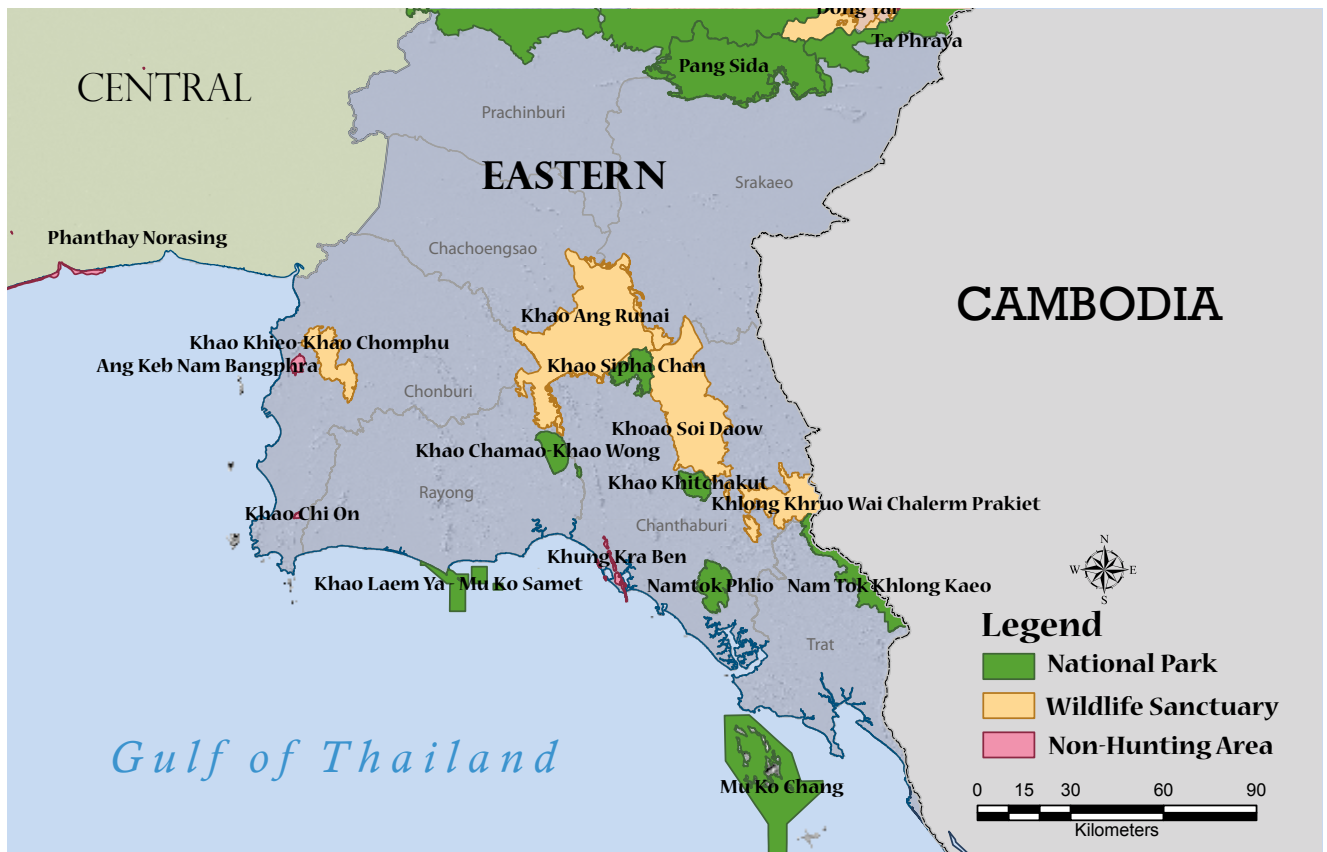 Dong Yai
Ta Phraya
Pang Sida
CENTRAL
Prachinburi
EASTERN
Srakaeo
Phanthay Norasing
Chachoengsao
CAMBODIA
Khao Ang Runai
Khao Khieo-Khao Chomphu
Ang Keb Nam Bangphra
Khao Sipha Chan
Chonburi
Khoao Soi Daow
Khao Chamao-Khao Wong
Khao Khitchakut
Rayong
Khlong Khruo Wai Chalerm Prakiet
Khao Chi On
Chanthaburi
N
W E
S
Khung Kra Ben
Khao Laem Ya - Mu Ko Samet
Namtok Phlio
Nam Tok Khlong Kaeo
Trat
Legend
National Park
Wildlife Sanctuary
Non-Hunting Area
Gulf of Thailand
Mu Ko Chang
0 15 30 60 90
Kilometers